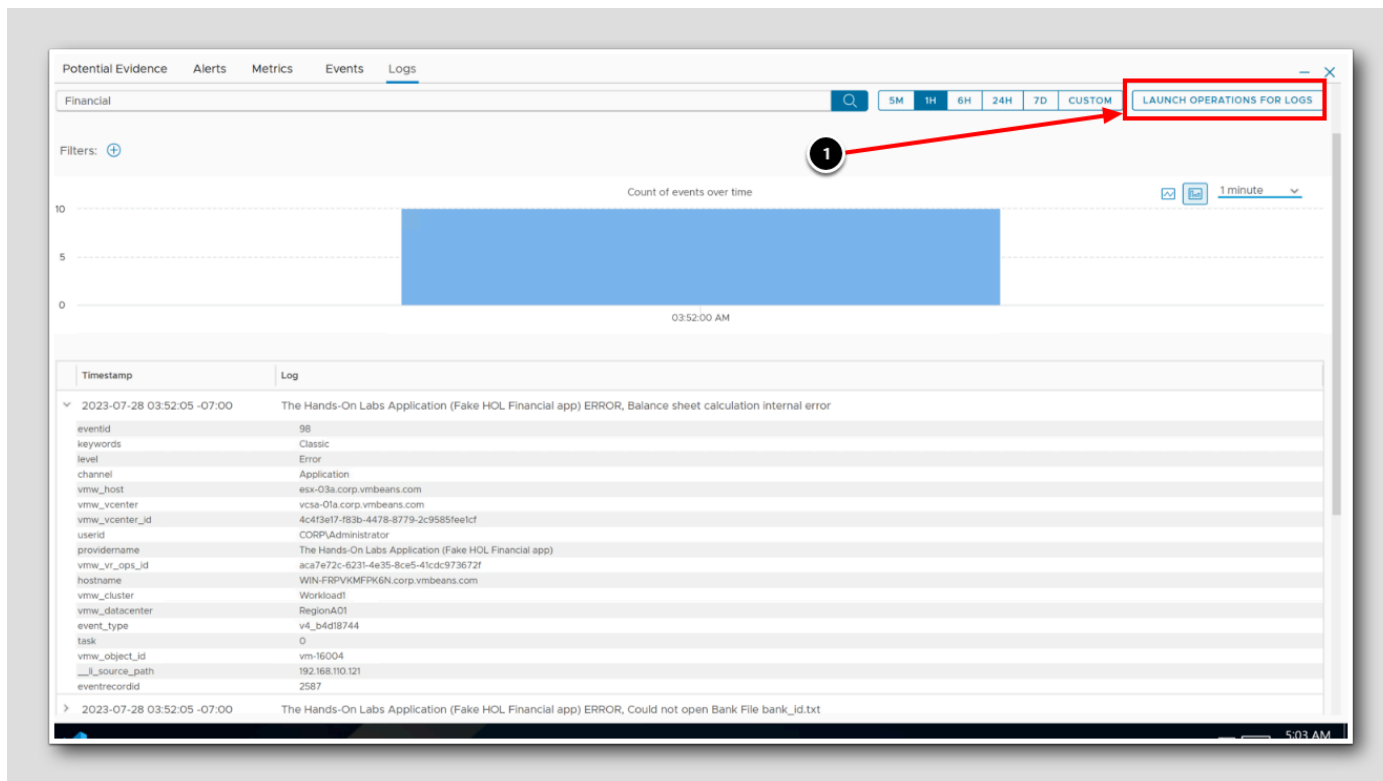 Potential Evidence Alerts Metrics Events Logs
Financial 5M 1H 6H 24H 7D CUSTOM LAUNCH OPERATIONS FOR LOGS
1
Filters:
Count of events over time 1 minute
10
5
0
03:52:00 AM
Timestamp Log
2023-07-28 03:52:05 -07:00 The Hands-On Labs Application (Fake HOL Financial app) ERROR, Balance sheet calculation internal error
eventid 98
keywords Classic
level Error
channel Application
vmw_host esx-03a.corp.vmbeans.com
vmw_vcenter vcsa-01a.corp.vmbeans.com
vmw_vcenter_id 4c4f3e17-f83b-4478-8779-2c9585fee1cf
userid CORP\Administrator
providername The Hands-On Labs Application (Fake HOL Financial app)
vmw_vr_ops_id aca7e72c-6231-4e35-8ce5-41cdc973672f
hostname WIN-FRPVKMFPK6N.corp.vmbeans.com
vmw_cluster Workload1
vmw_datacenter RegionA01
event_type v4_b4d18744
task 0
vmw_object_id vm-16004
__li_source_path 192.168.110.121
eventrecordid 2587
2023-07-28 03:52:05 -07:00 The Hands-On Labs Application (Fake HOL Financial app) ERROR, Could not open Bank File bank_id.txt
5:03 AM